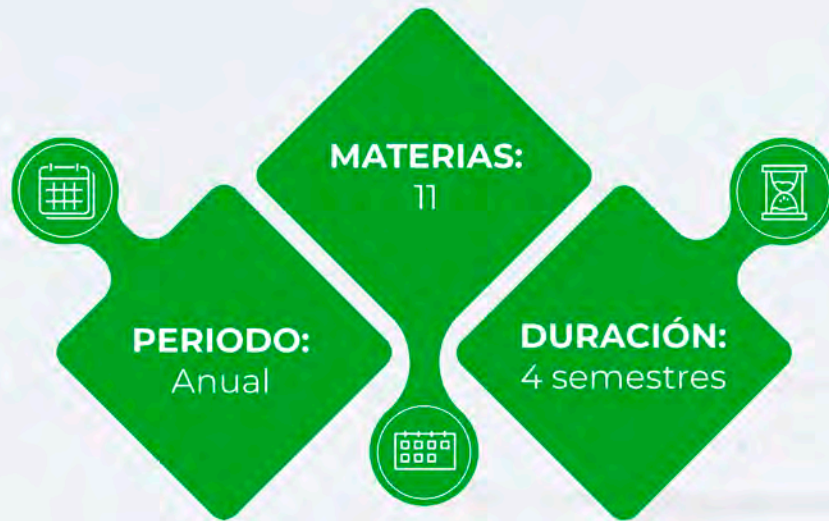 MATERIAS:
11
PERIODO:
Anual
DURACIÓN:
4 semestres